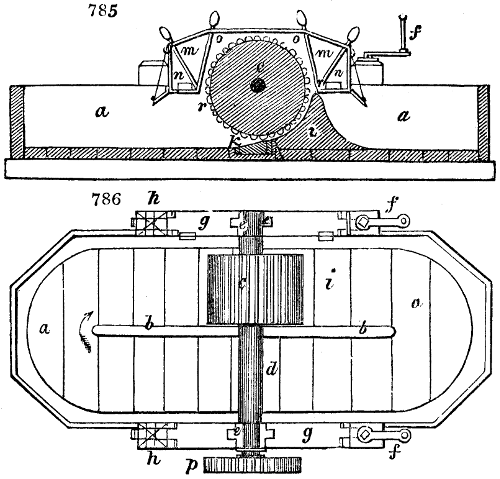 785
o o f
m m
n c n
a r a
k i
786
h g e e f
c i
a b b o
d
h e g f
p